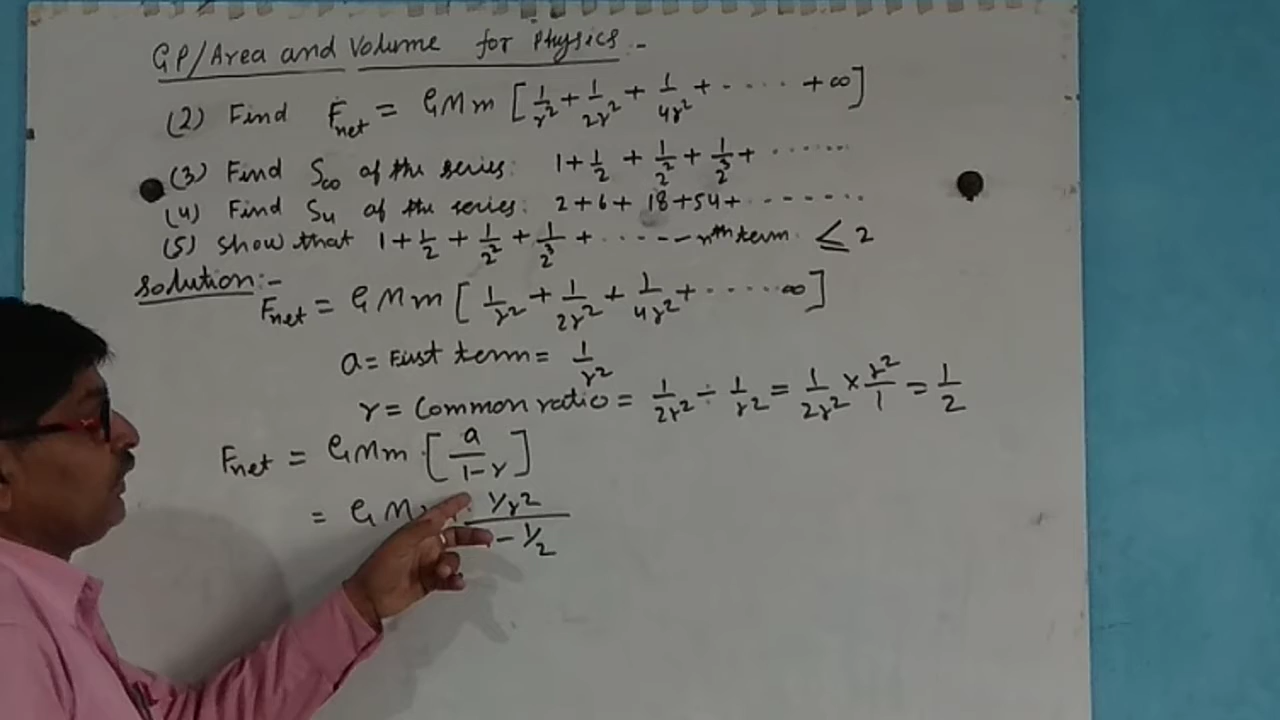 GP/Area and Volume for Physics :-
(2) Find Fnet = GMm [1/r² + 1/2r² + 1/4r² + ..... + ∞]
(3) Find S∞ of the series: 1 + 1/2 + 1/2² + 1/2³ + ......
(4) Find S4 of the series: 2+6+18+54+.......
(5) Show that 1 + 1/2 + 1/2² + 1/2³ + ...... nth term. ≤ 2
Solution:-
Fnet = GMm [1/r² + 1/2r² + 1/4r² + ..... ∞]
a = First term = 1/r²
r = Common ratio = 1/2r² ÷ 1/r² = 1/2r² × r²/1 = 1/2
Fnet = GMm [a/1-r]
= GM 1/r² / - 1/2